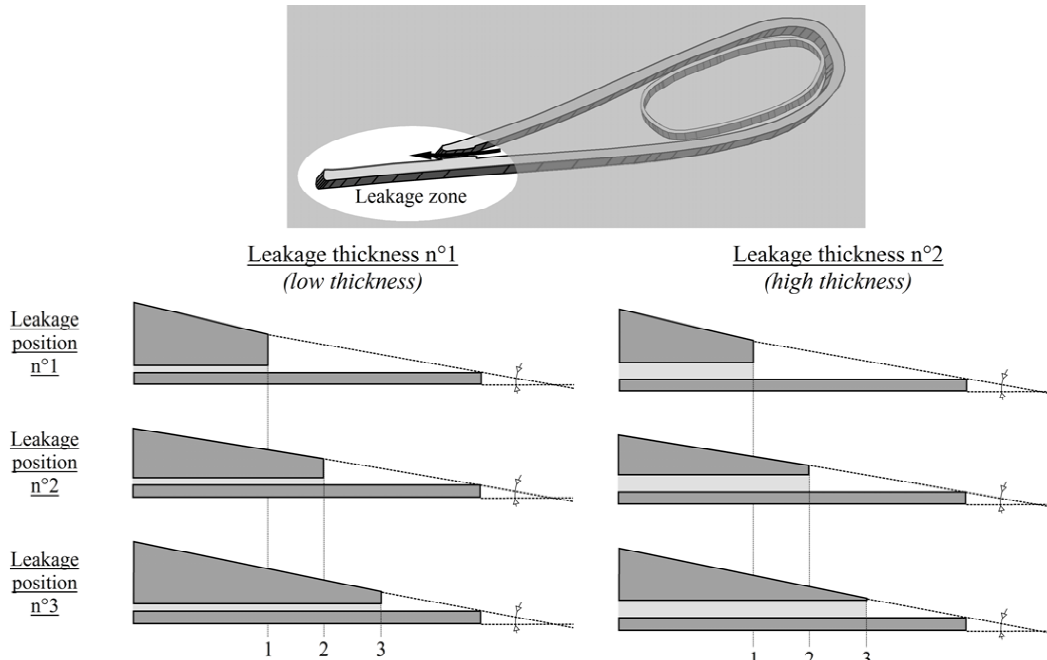 Leakage zone
Leakage thickness n°1
(low thickness)
Leakage thickness n°2
(high thickness)
Leakage
position
n°1
Leakage
position
n°2
Leakage
position
n°3
1 2 3
1 2 3